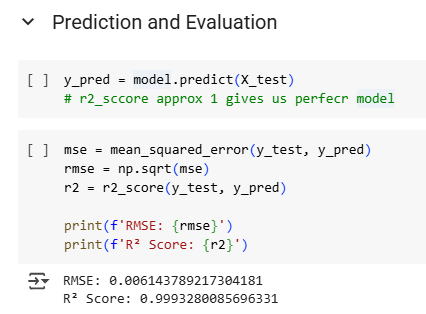 Prediction and Evaluation
[ ] y_pred = model.predict(X_test)
# r2_sccore approx 1 gives us perfecr model
[ ] mse = mean_squared_error(y_test, y_pred)
rmse = np.sqrt(mse)
r2 = r2_score(y_test, y_pred)
print(f'RMSE: {rmse}')
print(f'R² Score: {r2}')
RMSE: 0.006143789217304181
R² Score: 0.9993280085696331